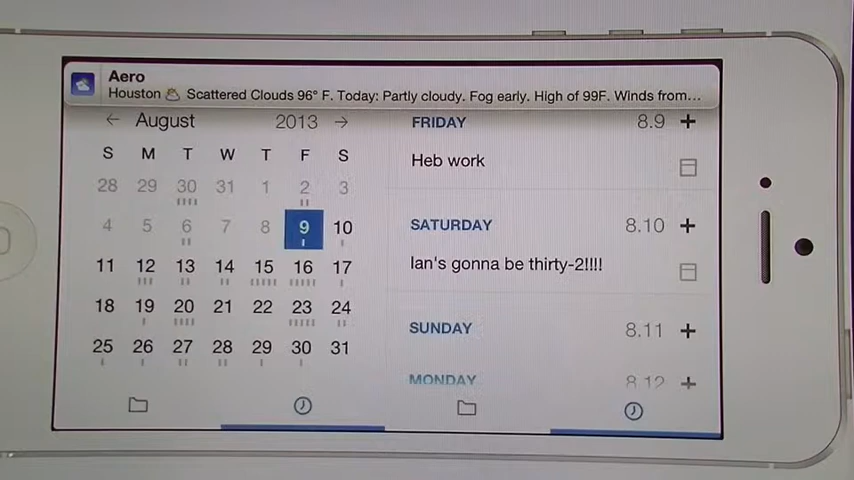 Aero
Houston ⛅ Scattered Clouds 96° F. Today: Partly cloudy. Fog early. High of 99F. Winds from...
← August 2013 →
S M T W T F S
28 29 30 31 1 2 3
4 5 6 7 8 9 10
11 12 13 14 15 16 17
18 19 20 21 22 23 24
25 26 27 28 29 30 31
FRIDAY 8.9 +
Heb work
SATURDAY 8.10 +
Ian's gonna be thirty-2!!!!
SUNDAY 8.11 +
MONDAY 8.12 +